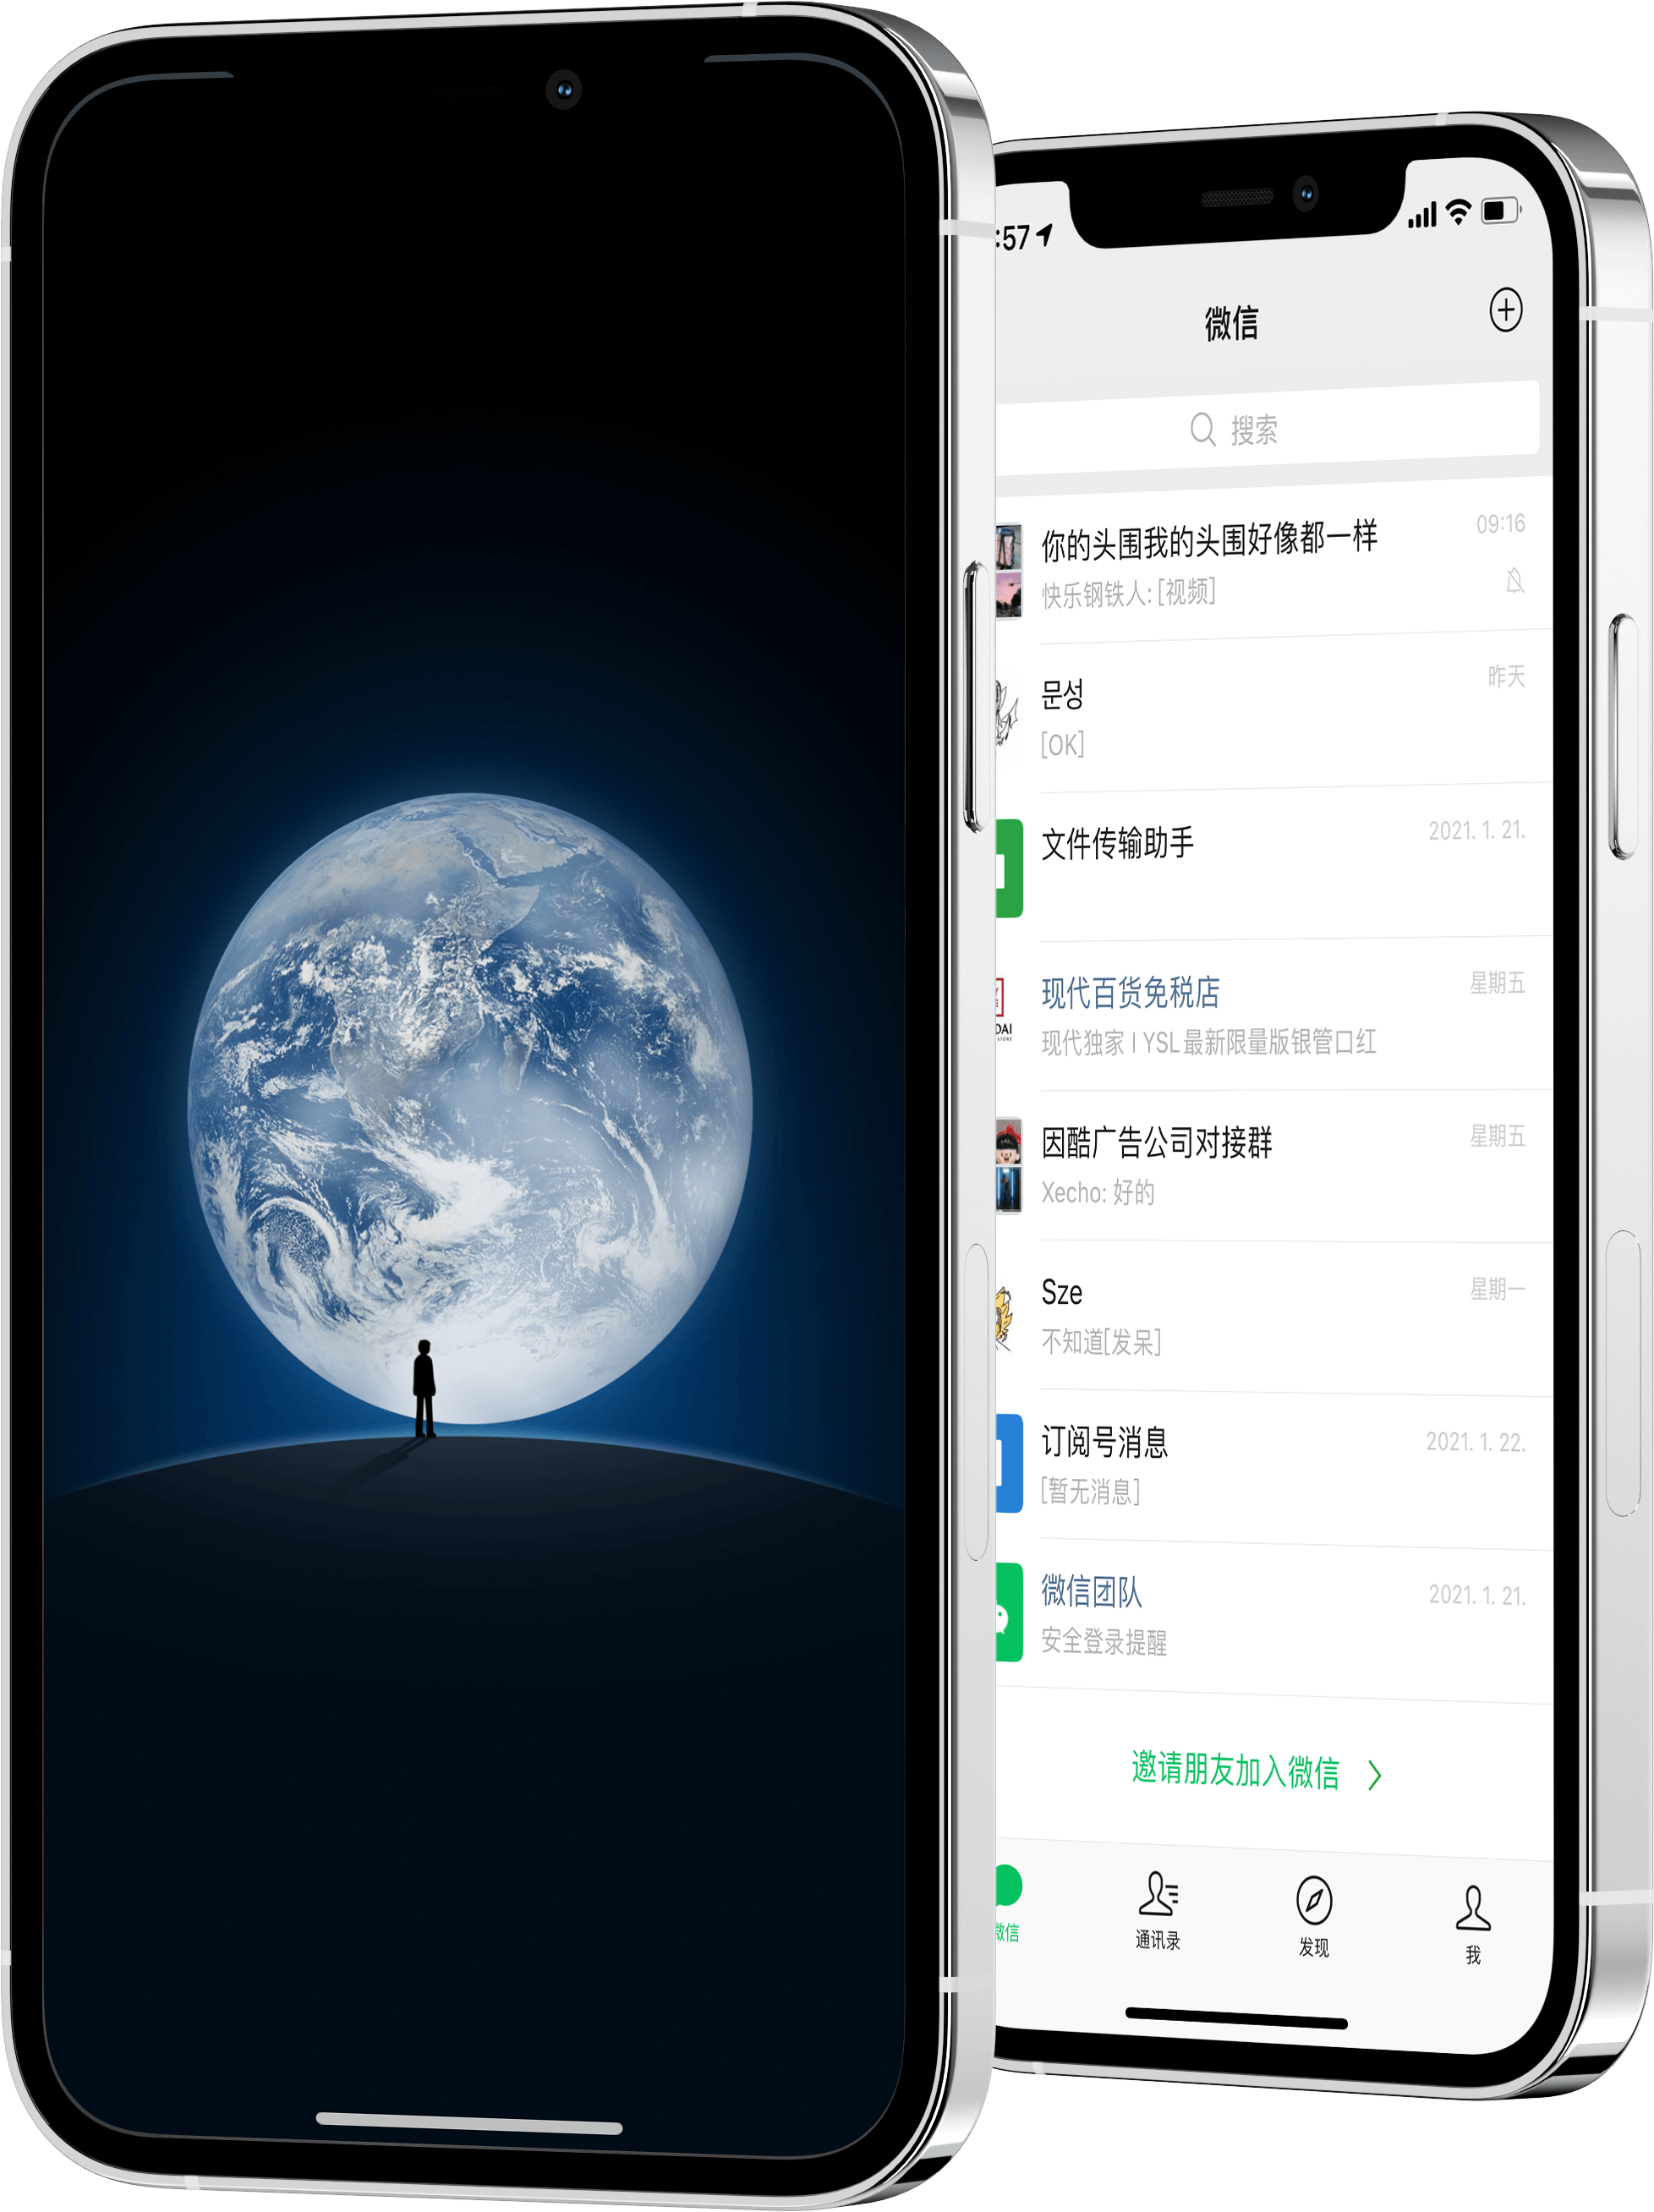 :57
微信
搜索
你的头围我的头围好像都一样
09:16
快乐钢铁人: [视频]
문성
昨天
[OK]
文件传输助手
2021. 1. 21.
现代百货免税店
星期五
DAI
STORE
现代独家 I YSL 最新限量版银管口红
因酷广告公司对接群
星期五
Xecho: 好的
Sze
星期一
不知道[发呆]
订阅号消息
2021. 1. 22.
[暂无消息]
微信团队
2021. 1. 21.
安全登录提醒
邀请朋友加入微信
微信
通讯录
发现
我